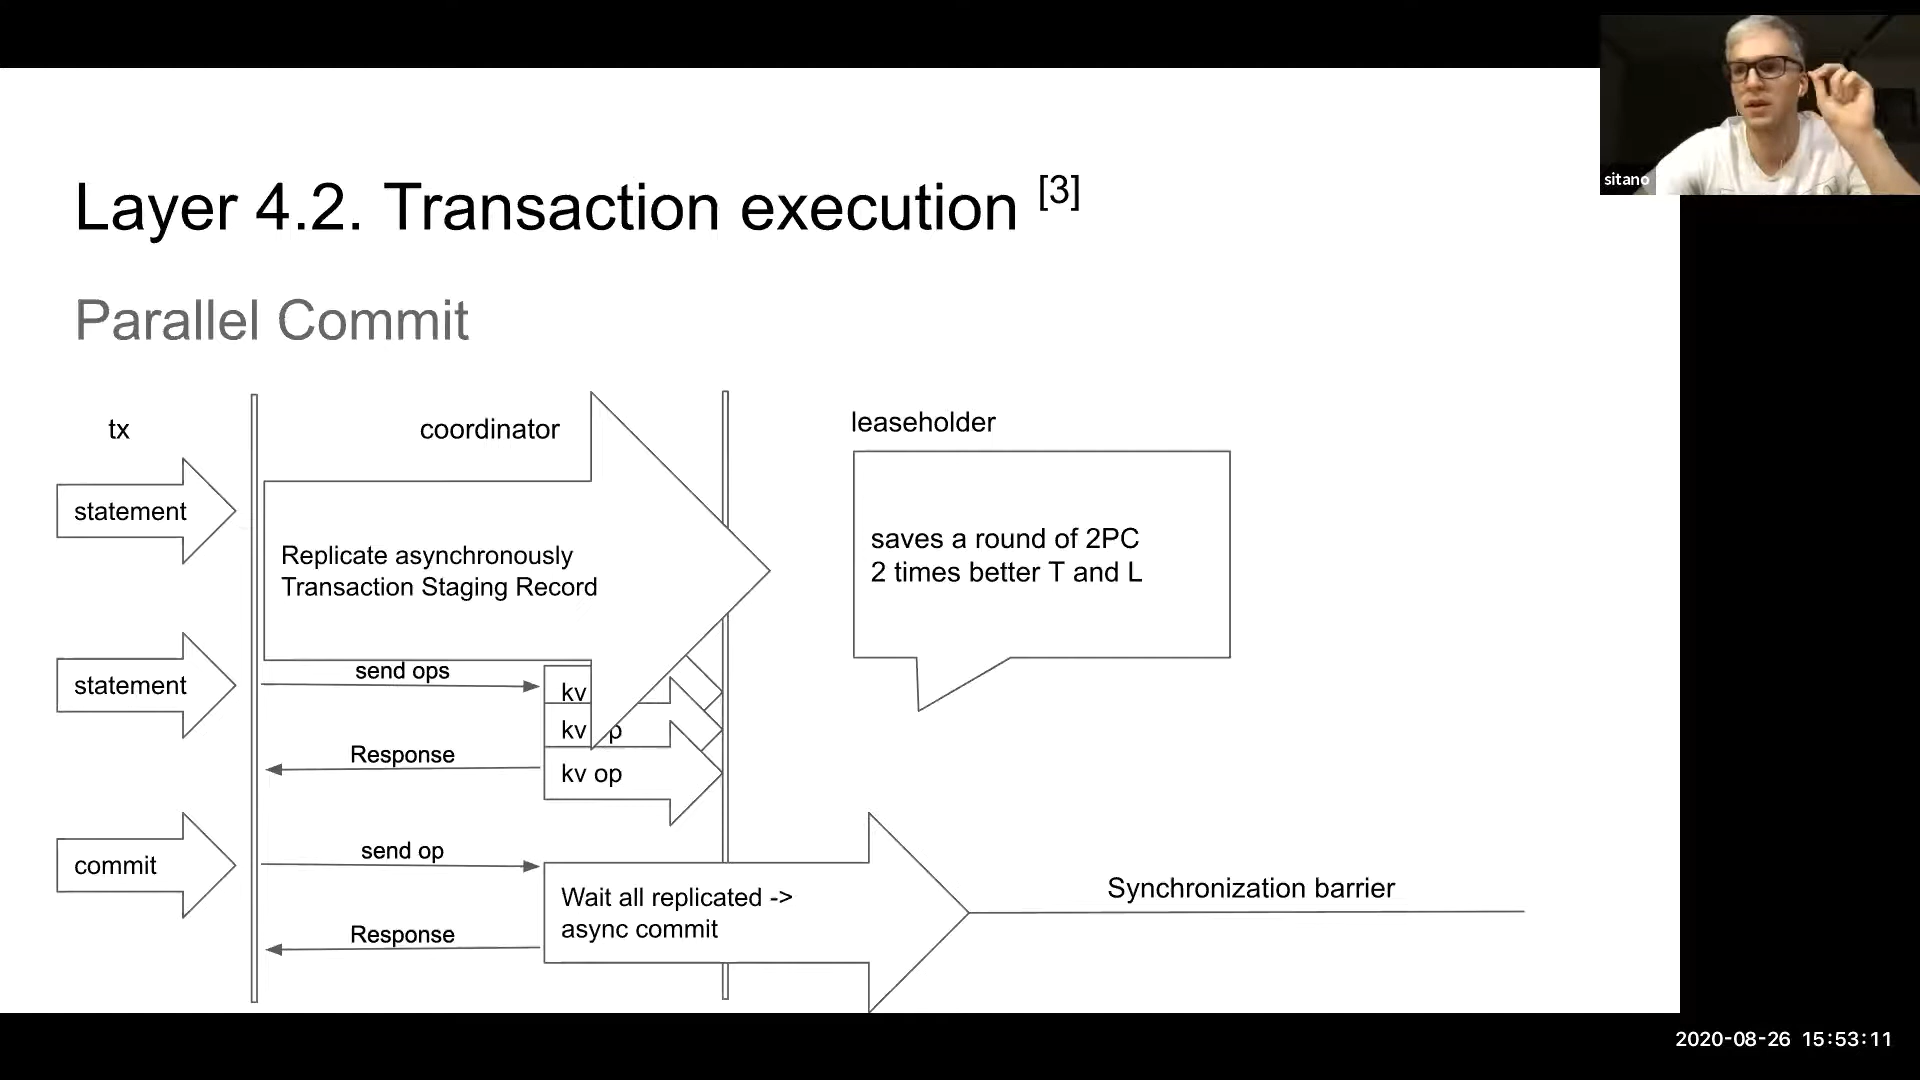 sitano
Layer 4.2. Transaction execution [3]
Parallel Commit
tx
coordinator
leaseholder
statement
Replicate asynchronously
Transaction Staging Record
saves a round of 2PC
2 times better T and L
statement
send ops
kv
kv p
kv op
Response
commit
send op
Wait all replicated ->
async commit
Response
Synchronization barrier
2020-08-26 15:53:11